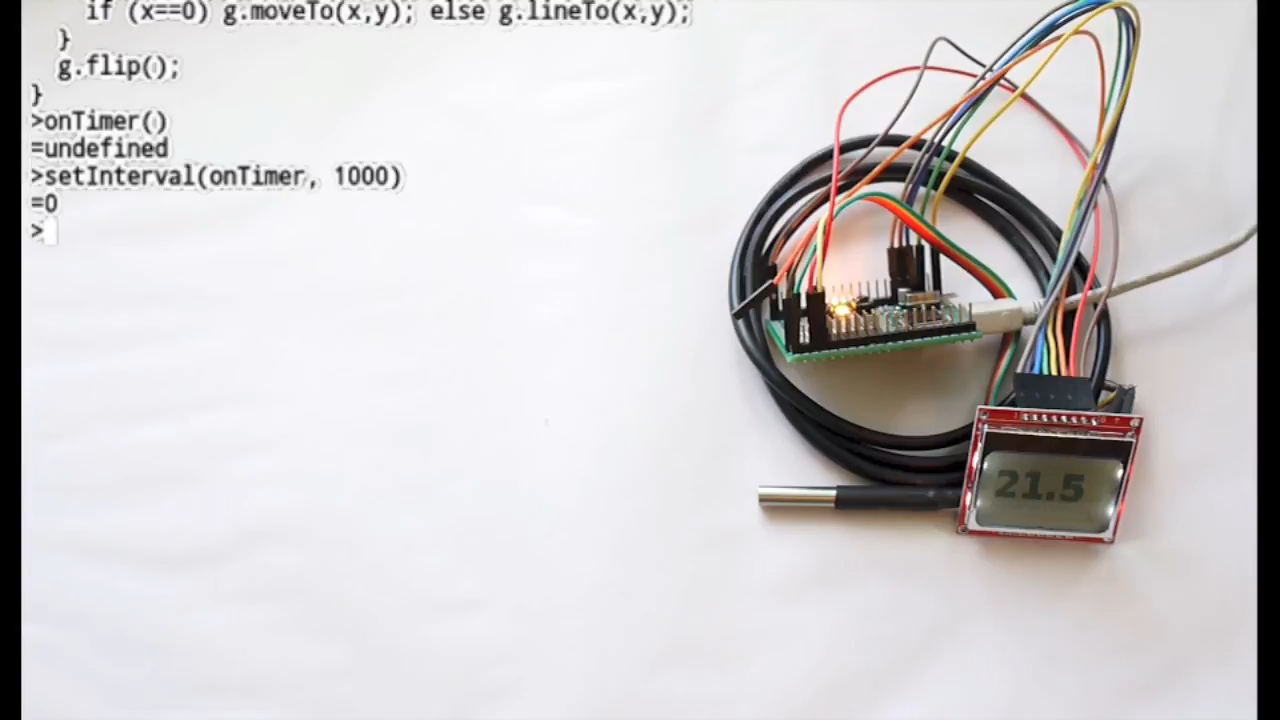 if (x==0) g.moveTo(x,y); else g.lineTo(x,y);
}
g.flip();
}
>onTimer()
=undefined
>setInterval(onTimer, 1000)
=0
>
21.5